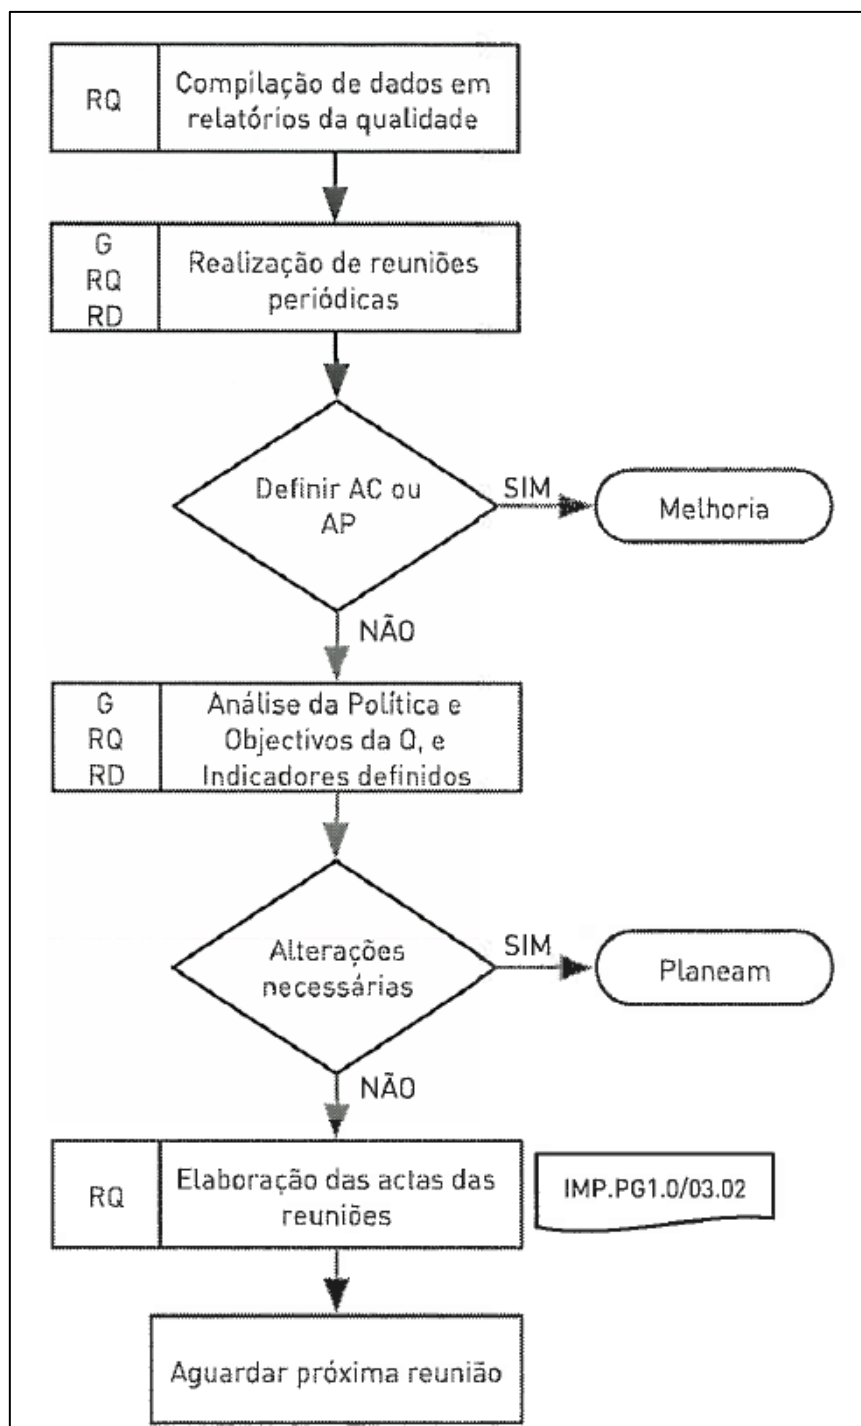 RQ
Compilação de dados em
relatórios da qualidade
G
RQ
RD
Realização de reuniões
periódicas
Definir AC ou
AP
SIM
Melhoria
NÃO
G
RQ
RD
Análise da Política e
Objectivos da Q, e
Indicadores definidos
Alterações
necessárias
SIM
Planeam
NÃO
RQ
Elaboração das actas das
reuniões
IMP.PG1.0/03.02
Aguardar próxima reunião